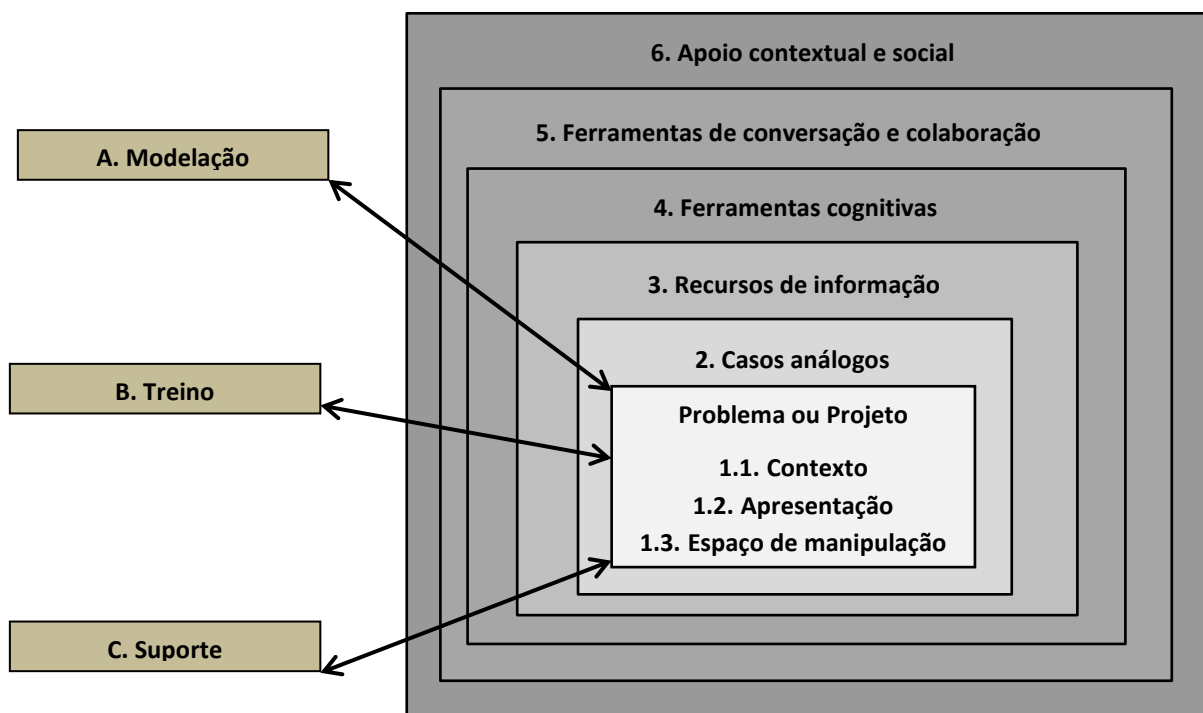 6. Apoio contextual e social
5. Ferramentas de conversação e colaboração
A. Modelação
4. Ferramentas cognitivas
3. Recursos de informação
2. Casos análogos
B. Treino
Problema ou Projeto
1.1. Contexto
1.2. Apresentação
1.3. Espaço de manipulação
C. Suporte